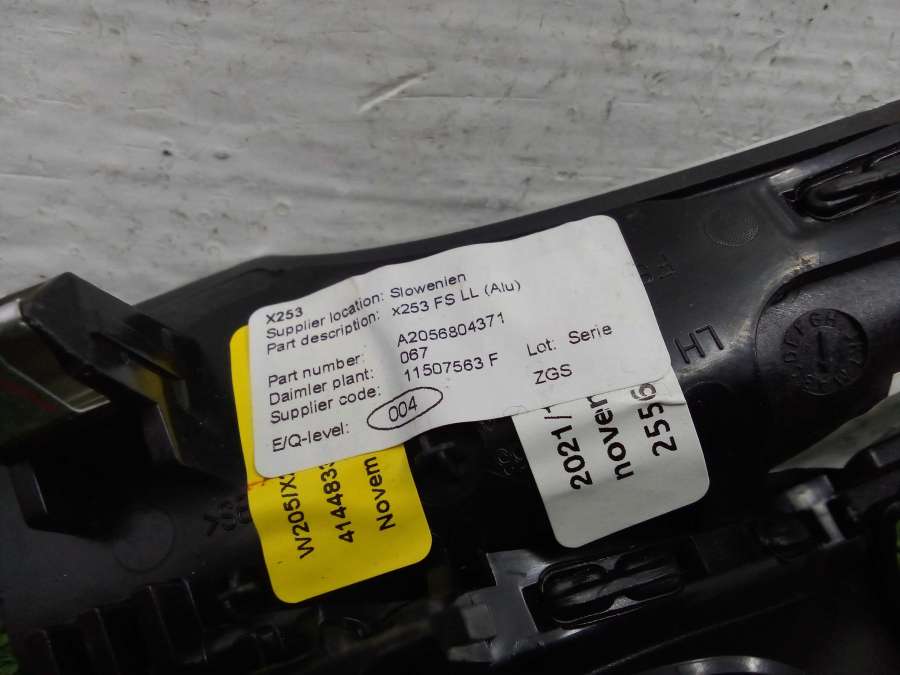 X253
Supplier location: Slowenien
Part description: x253 FS LL (Alu)
Part number: A2056804371
Daimler plant: 067
Supplier code: 11507563 F
Lot: Serie
E/Q-level: 004
ZGS
W205/X
414483
Novem
2021/
noven
2556
LH